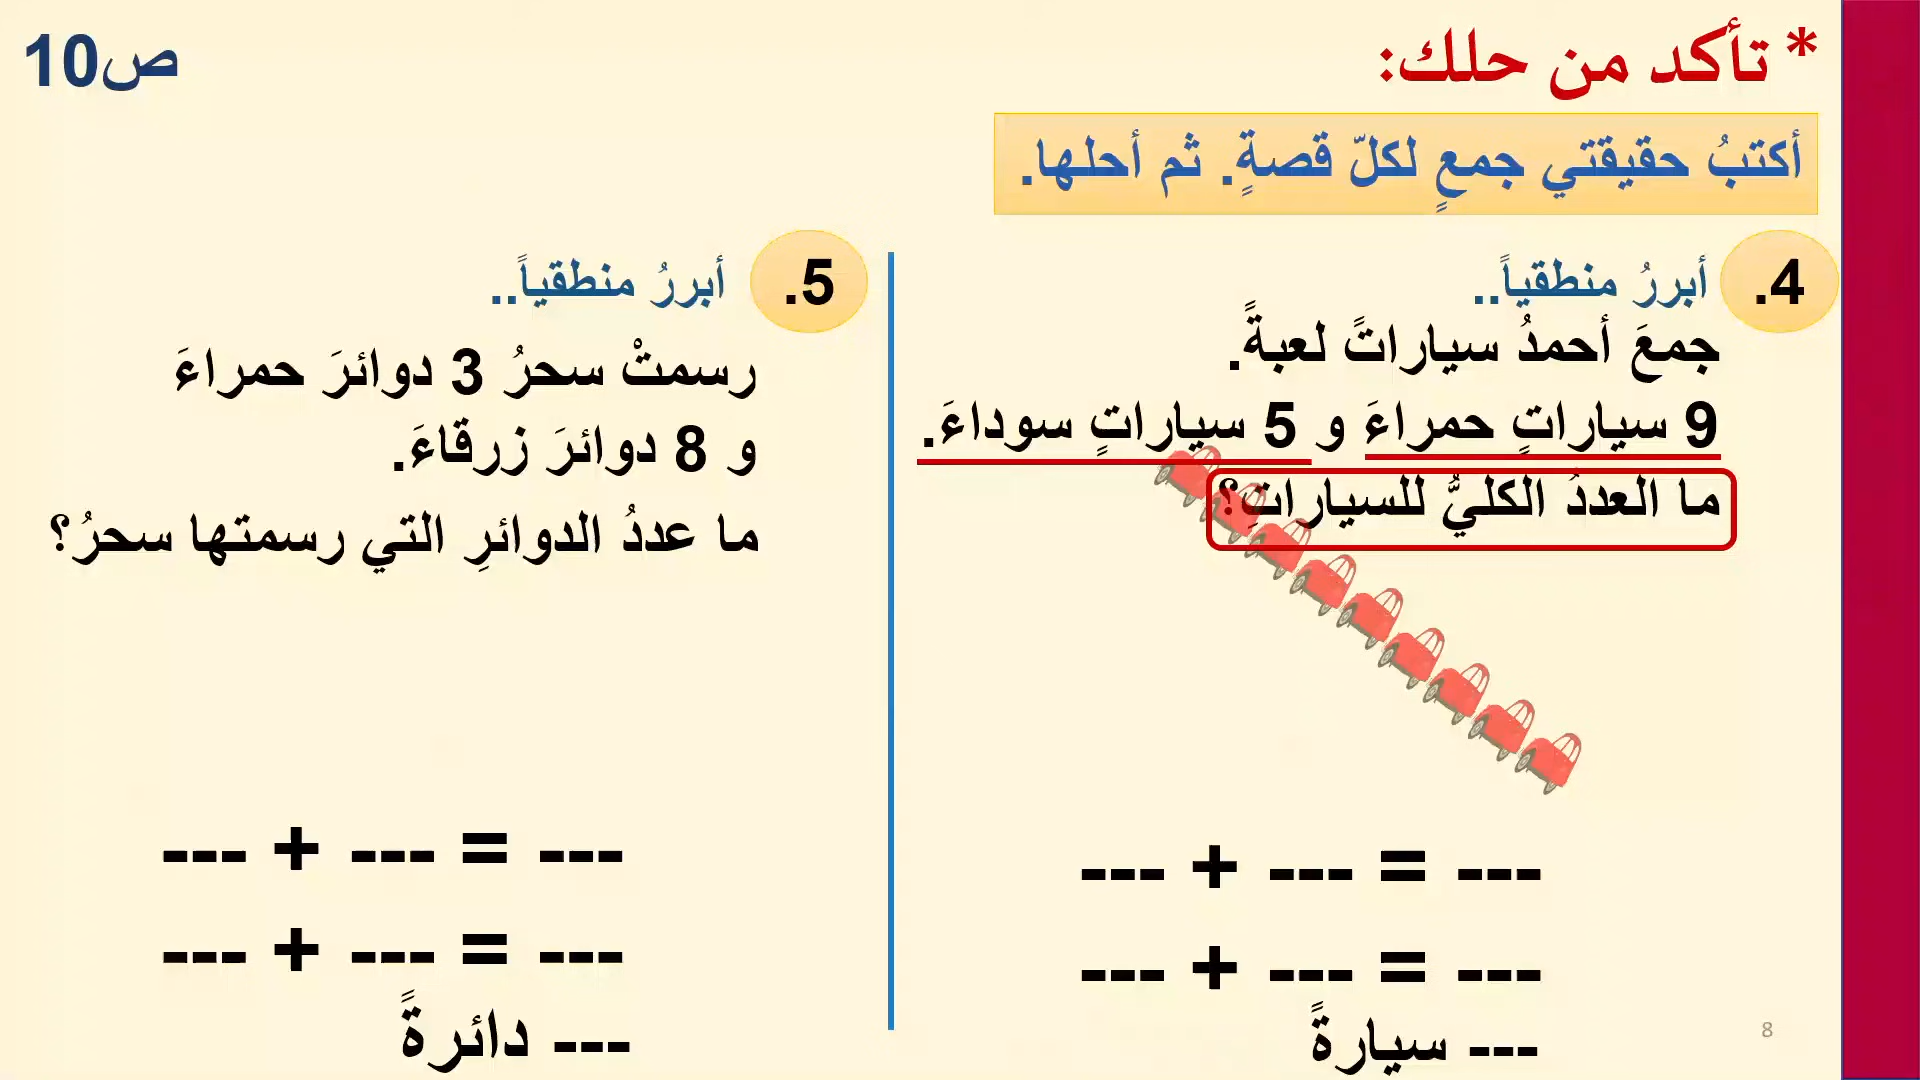 * تأكد من حلك:
ص10
أكتبُ حقيقتي جمعٍ لكلّ قصةٍ. ثم أحلها.
4. أبررُ منطقياً..
جمعَ أحمدُ سياراتً لعبةً.
9 سياراتٍ حمراءَ و 5 سياراتٍ سوداءَ.
ما العددُ الكليُّ للسياراتِ؟
--- + --- = ---
--- + --- = ---
--- سيارةً
5. أبررُ منطقياً..
رسمتْ سحرُ 3 دوائرَ حمراءَ
و 8 دوائرَ زرقاءَ.
ما عددُ الدوائرِ التي رسمتها سحرُ؟
--- + --- = ---
--- + --- = ---
--- دائرةً
8